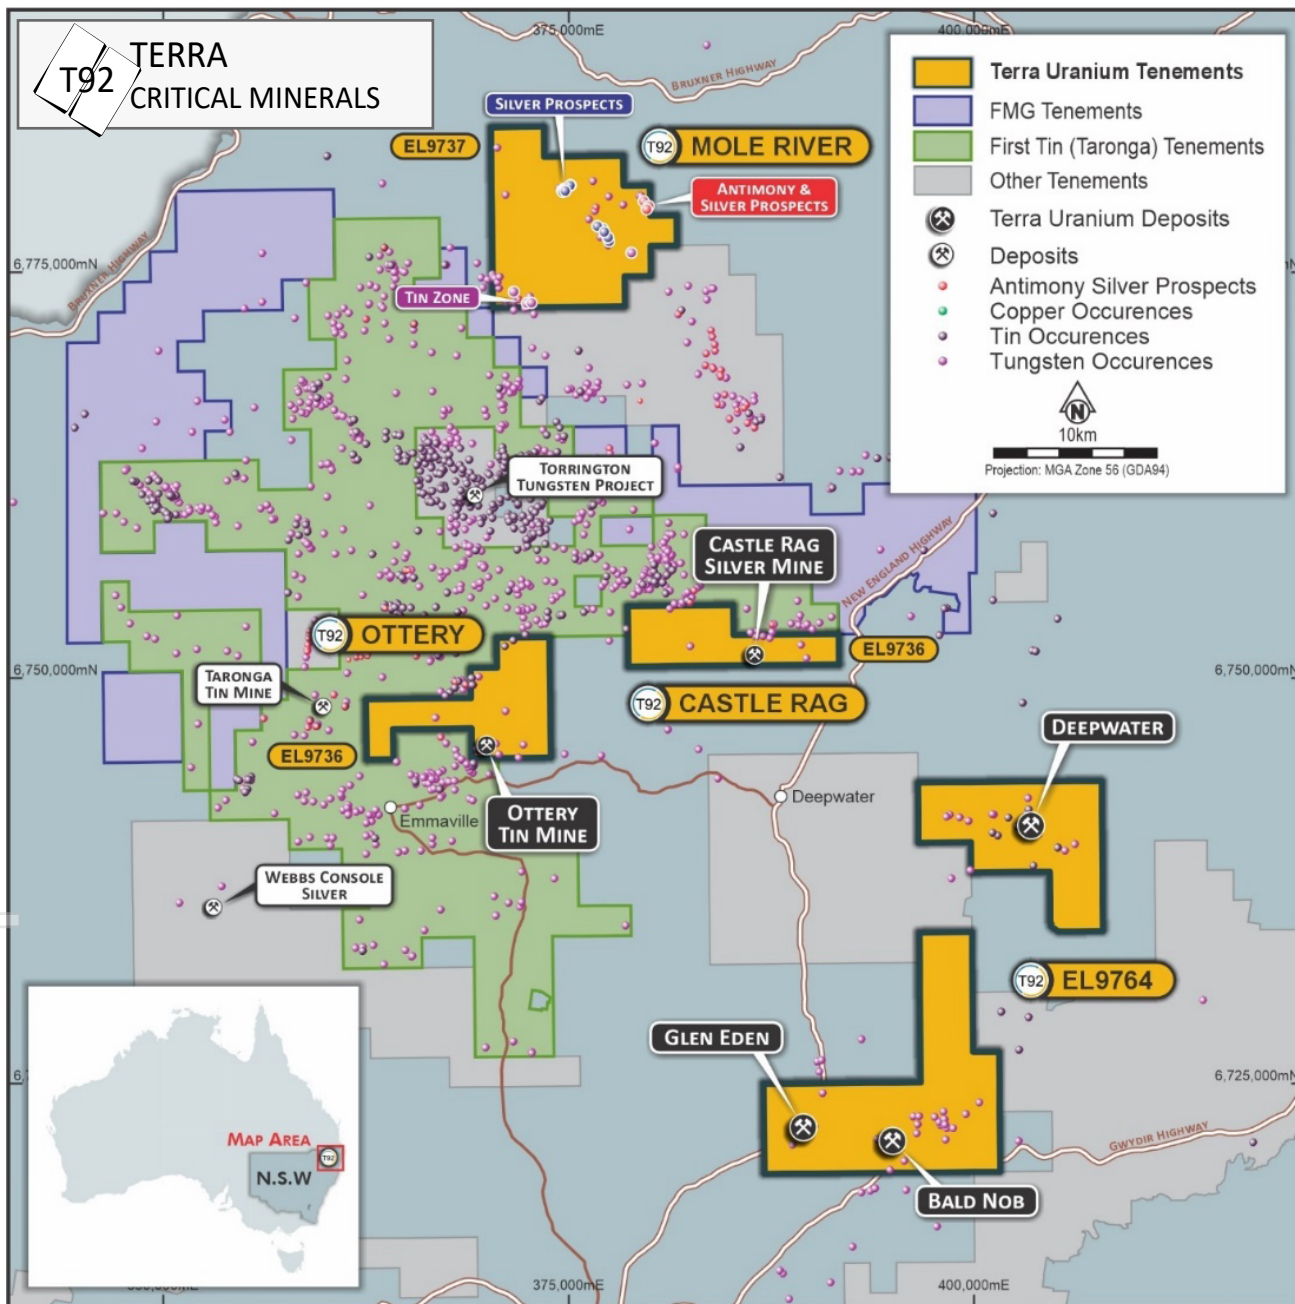 T92
TERRA
CRITICAL MINERALS
375,000mE
400,000mE
BRUXNER HIGHWAY
Terra Uranium Tenements
FMG Tenements
First Tin (Taronga) Tenements
Other Tenements
Terra Uranium Deposits
Deposits
Antimony Silver Prospects
Copper Occurences
Tin Occurences
Tungsten Occurences
N
10km
Projection: MGA Zone 56 (GDA94)
SILVER PROSPECTS
EL9737
T92 MOLE RIVER
ANTIMONY &
SILVER PROSPECTS
BRUXNER HIGHWAY
6,775,000mN
TIN ZONE
TORRINGTON
TUNGSTEN PROJECT
CASTLE RAG
SILVER MINE
NEW ENGLAND HIGHWAY
T92 OTTERY
EL9736
6,750,000mN
6,750,000mN
TARONGA
TIN MINE
T92 CASTLE RAG
EL9736
DEEPWATER
Deepwater
Emmaville
OTTERY
TIN MINE
WEBBS CONSOLE
SILVER
T92 EL9764
GLEN EDEN
6,725,000mN
GWYDIR HIGHWAY
BALD NOB
MAP AREA
T92
N.S.W
375,000mE
400,000mE